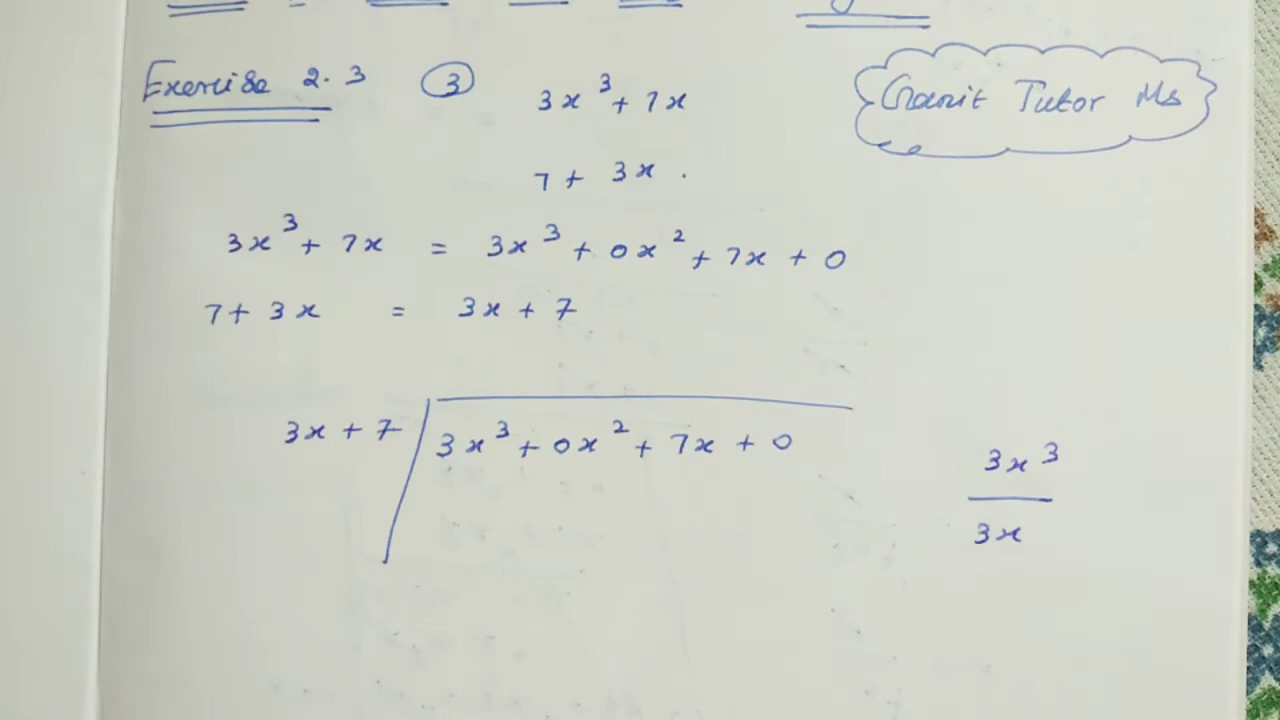 Exercise 2.3 ③ 3x³ + 7x
Ganit Tutor Ms
7 + 3x .
3x³ + 7x = 3x³ + 0x² + 7x + 0
7 + 3x = 3x + 7
3x + 7 3x³ + 0x² + 7x + 0
3x³
3x